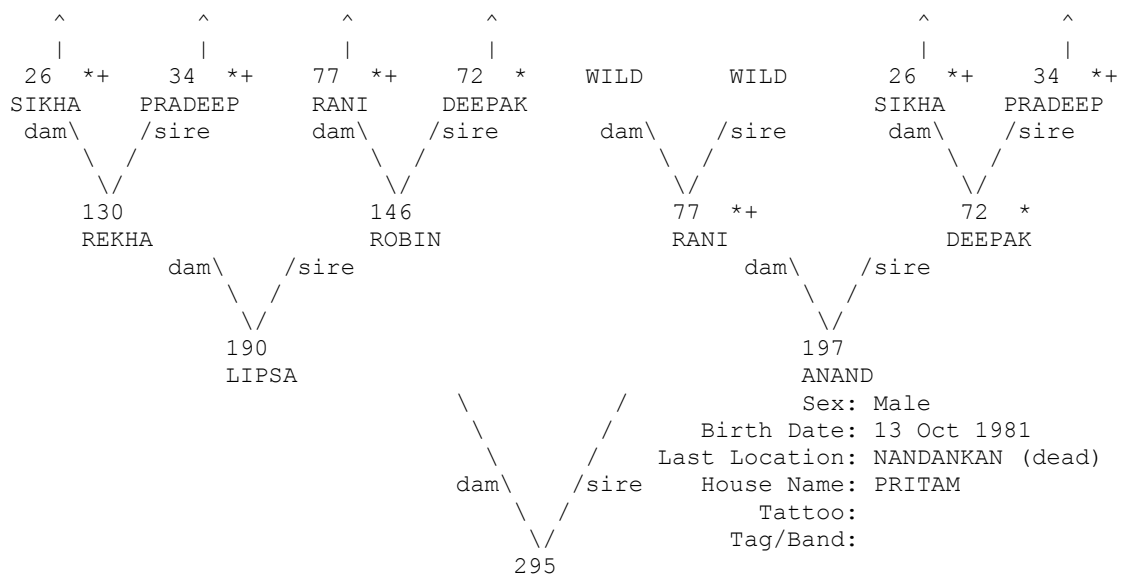 ^ ^ ^ ^ ^ ^
| | | | | |
26 *+ 34 *+ 77 *+ 72 * WILD WILD 26 *+ 34 *+
SIKHA PRADEEP RANI DEEPAK SIKHA PRADEEP
dam\ /sire dam\ /sire dam\ /sire dam\ /sire
\ / \ / \ / \ /
\/ \/ \/ \/
130 146 77 *+ 72 *
REKHA ROBIN RANI DEEPAK
dam\ /sire dam\ /sire
\ / \ /
\/ \/
190 197
LIPSA ANAND
\ / Sex: Male
\ / Birth Date: 13 Oct 1981
\ / Last Location: NANDANKAN (dead)
dam\ /sire House Name: PRITAM
\ / Tattoo:
\/ Tag/Band:
295